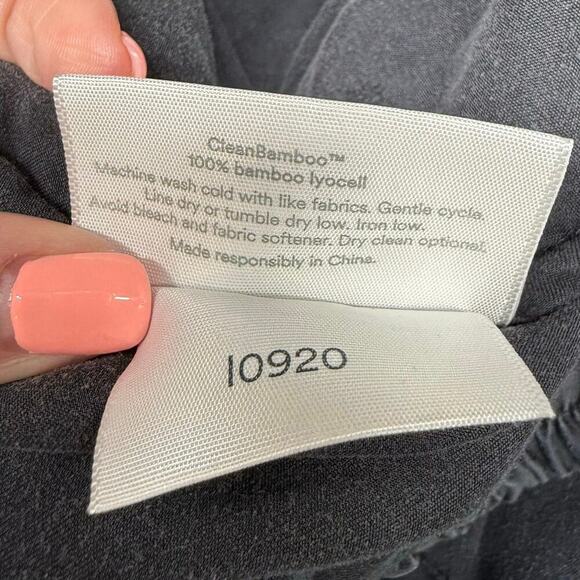 CleanBamboo™
100% bamboo lyocell
Machine wash cold with like fabrics. Gentle cycle.
Line dry or tumble dry low. Iron low.
Avoid bleach and fabric softener. Dry clean optional.
Made responsibly in China.
10920